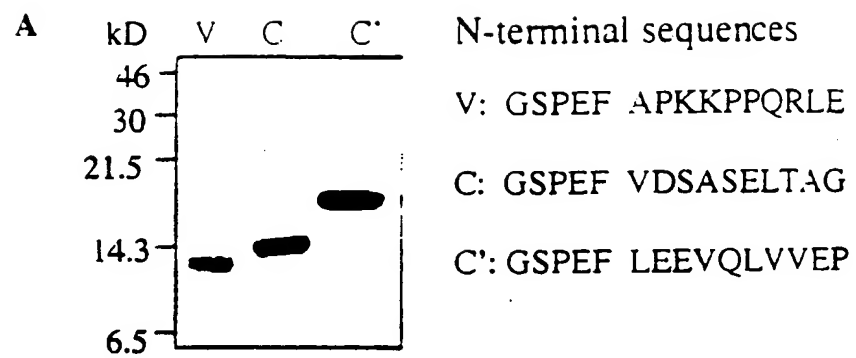 A kD V C C' N-terminal sequences
46
30
V: GSPEF APKKPPQRLE
21.5
C: GSPEF VDSASELTAG
14.3
C': GSPEF LEEVQLVVEP
6.5